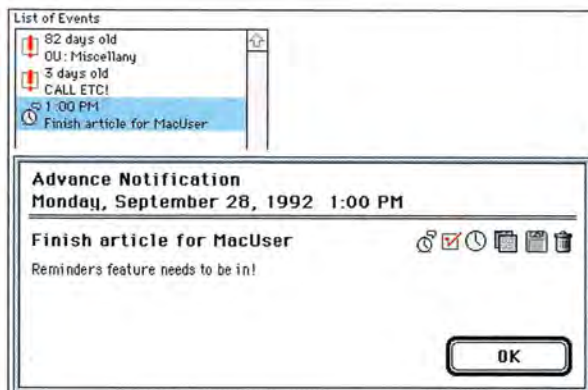 List of Events
82 days old
OU: Miscellany
3 days old
CALL ETC!
1:00 PM
Finish article for MacUser
Advance Notification
Monday, September 28, 1992 1:00 PM
Finish article for MacUser
Reminders feature needs to be in!
OK